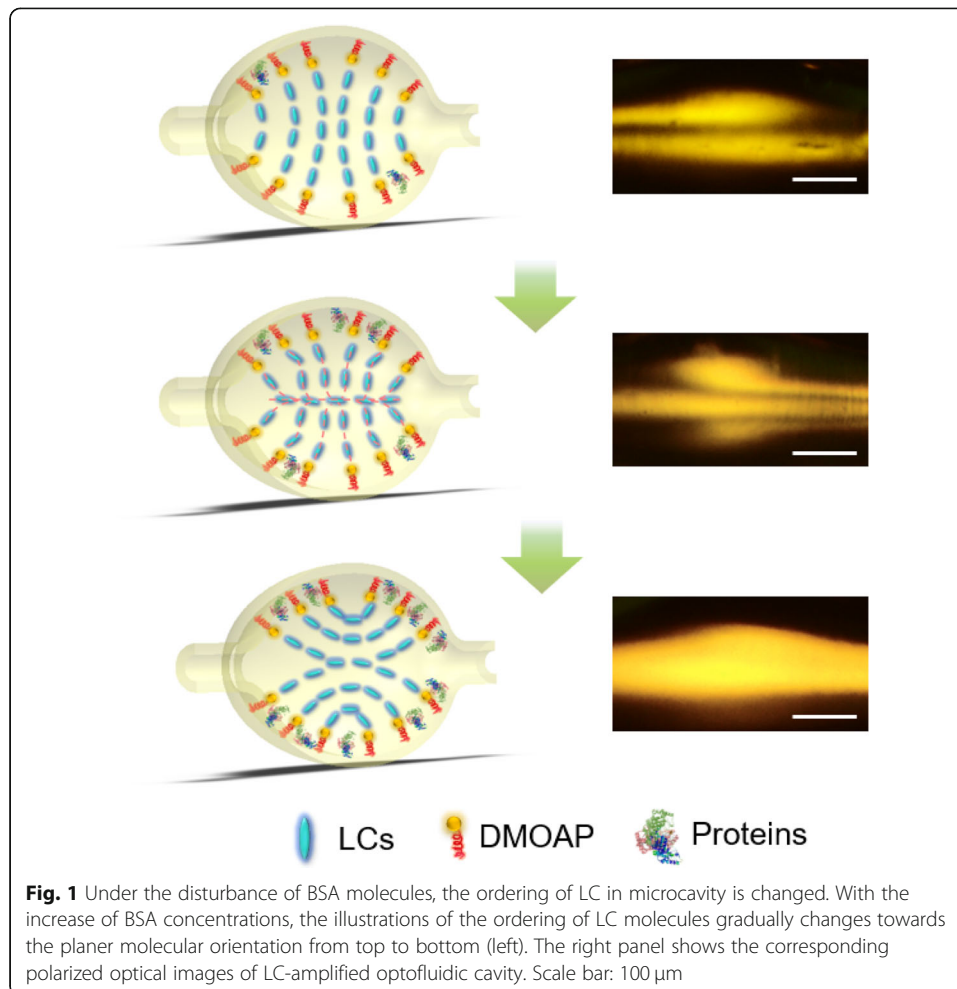 LCs DMOAP Proteins
Fig. 1 Under the disturbance of BSA molecules, the ordering of LC in microcavity is changed. With the
increase of BSA concentrations, the illustrations of the ordering of LC molecules gradually changes towards
the planer molecular orientation from top to bottom (left). The right panel shows the corresponding
polarized optical images of LC-amplified optofluidic cavity. Scale bar: 100 μm